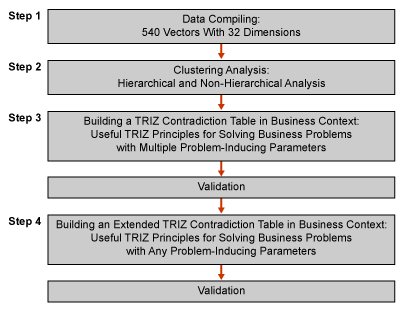 Step 1
Data Compiling:
540 Vectors With 32 Dimensions
Step 2
Clustering Analysis:
Hierarchical and Non-Hierarchical Analysis
Step 3
Building a TRIZ Contradiction Table in Business Context:
Useful TRIZ Principles for Solving Business Problems
with Multiple Problem-Inducing Parameters
Validation
Step 4
Building an Extended TRIZ Contradiction Table in Business Context:
Useful TRIZ Principles for Solving Business Problems
with Any Problem-Inducing Parameters
Validation